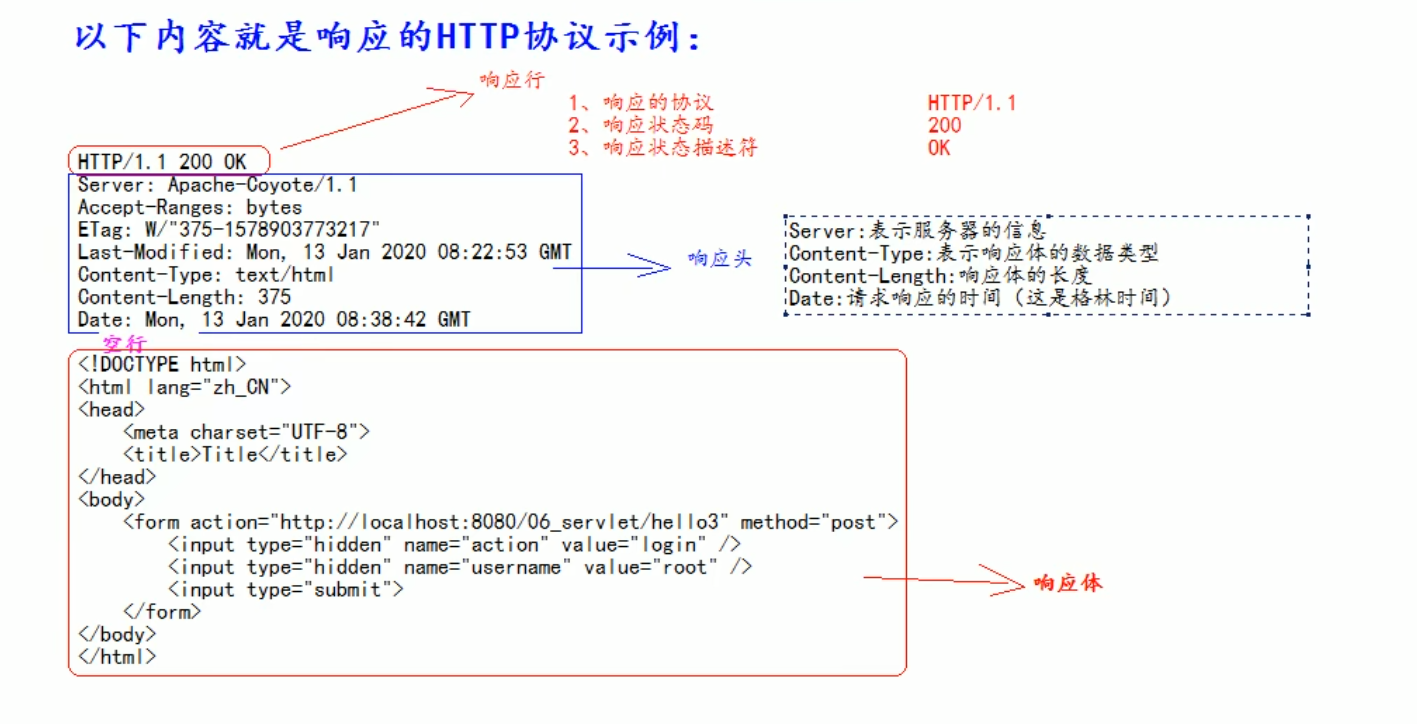 以下内容就是响应的HTTP协议示例:
响应行
1、响应的协议 HTTP/1.1
2、响应状态码 200
3、响应状态描述符 OK
HTTP/1.1 200 OK
Server: Apache-Coyote/1.1
Accept-Ranges: bytes
ETag: W/"375-1578903773217"
Last-Modified: Mon, 13 Jan 2020 08:22:53 GMT
Content-Type: text/html
Content-Length: 375
Date: Mon, 13 Jan 2020 08:38:42 GMT
响应头
Server:表示服务器的信息
Content-Type:表示响应体的数据类型
Content-Length:响应体的长度
Date:请求响应的时间（这是格林时间）
空行
<!DOCTYPE html>
<html lang="zh_CN">
<head>
    <meta charset="UTF-8">
    <title>Title</title>
</head>
<body>
    <form action="http://localhost:8080/06_servlet/hello3" method="post">
        <input type="hidden" name="action" value="login" />
        <input type="hidden" name="username" value="root" />
        <input type="submit">
    </form>
</body>
</html>
响应体